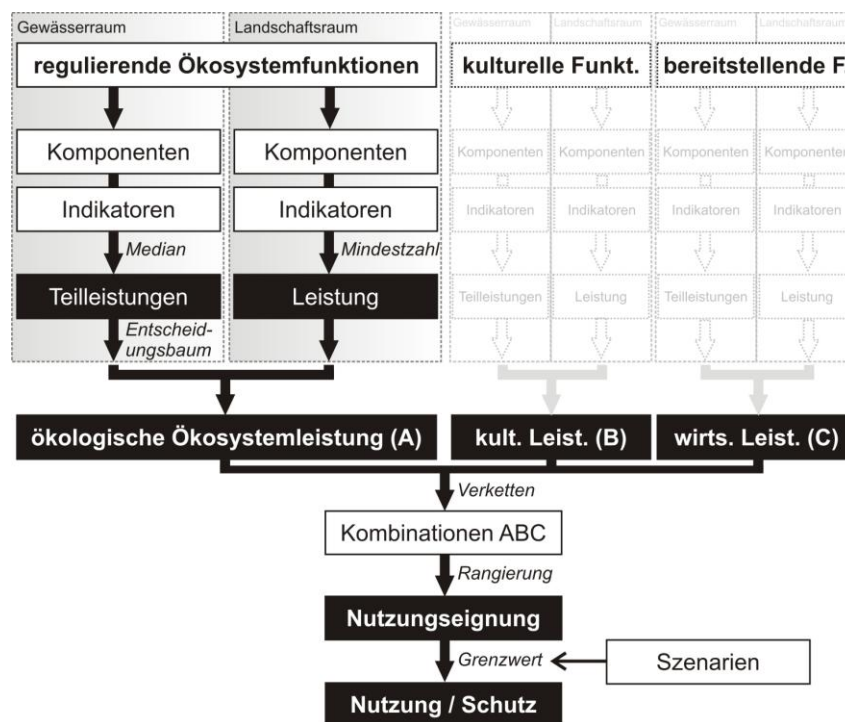 Gewässerraum
Landschaftsraum
Gewässerraum
Landschaftsraum
Gewässerraum
Landschaftsraum
regulierende Ökosystemfunktionen
kulturelle Funkt.
bereitstellende F.
Komponenten
Komponenten
Komponenten
Komponenten
Komponenten
Komponenten
Indikatoren
Indikatoren
Indikatoren
Indikatoren
Indikatoren
Indikatoren
Median
Mindestzahl
Teilleistungen
Leistung
Teilleistungen
Leistung
Teilleistungen
Leistung
Entscheid-
ungsbaum
ökologische Ökosystemleistung (A)
kult. Leist. (B)
wirts. Leist. (C)
Verketten
Kombinationen ABC
Rangierung
Nutzungseignung
Grenzwert
Szenarien
Nutzung / Schutz